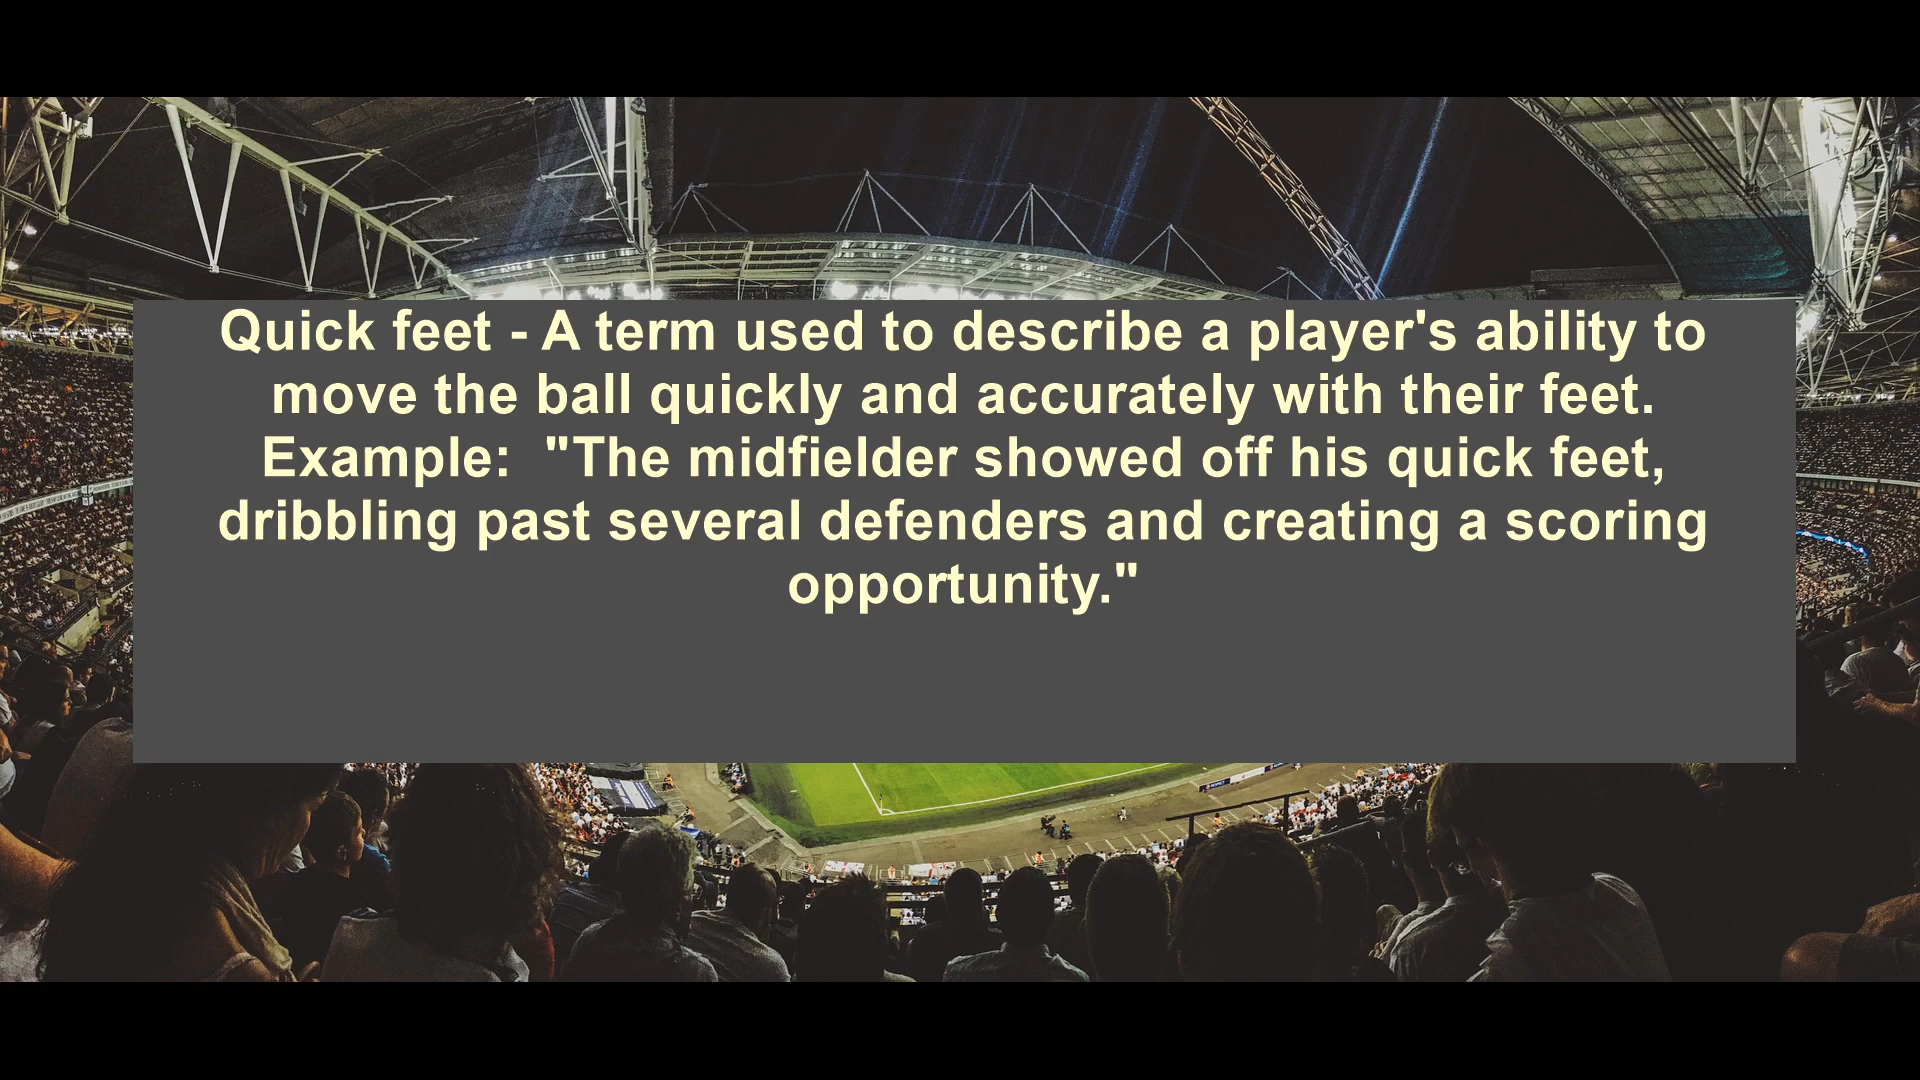 Quick feet - A term used to describe a player's ability to
move the ball quickly and accurately with their feet.
Example:  "The midfielder showed off his quick feet,
dribbling past several defenders and creating a scoring
opportunity."